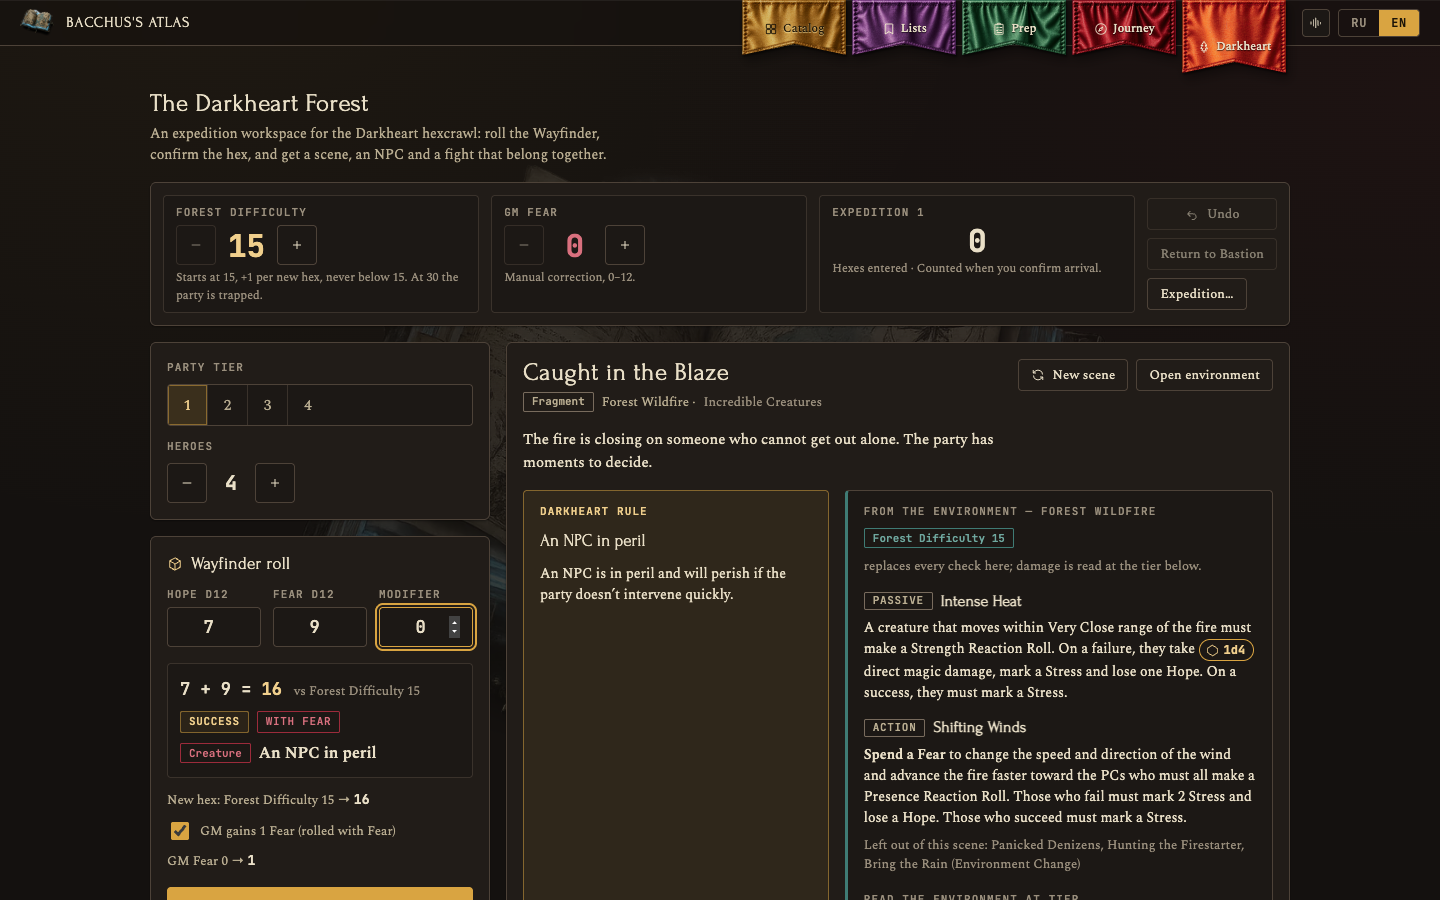 BACCHUS'S ATLAS
Catalog
Lists
Prep
Journey
Darkheart
RU
EN
The Darkheart Forest
An expedition workspace for the Darkheart hexcrawl: roll the Wayfinder,
confirm the hex, and get a scene, an NPC and a fight that belong together.
FOREST DIFFICULTY
− 15 +
Starts at 15, +1 per new hex, never below 15. At 30 the
party is trapped.
GM FEAR
− 0 +
Manual correction, 0–12.
EXPEDITION 1
0
Hexes entered · Counted when you confirm arrival.
Undo
Return to Bastion
Expedition…
PARTY TIER
1 2 3 4
HEROES
− 4 +
Wayfinder roll
HOPE D12 FEAR D12 MODIFIER
7 9 0
7 + 9 = 16 vs Forest Difficulty 15
SUCCESS WITH FEAR
Creature An NPC in peril
New hex: Forest Difficulty 15 → 16
GM gains 1 Fear (rolled with Fear)
GM Fear 0 → 1
Caught in the Blaze
New scene
Open environment
Fragment Forest Wildfire · Incredible Creatures
The fire is closing on someone who cannot get out alone. The party has
moments to decide.
DARKHEART RULE
An NPC in peril
An NPC is in peril and will perish if the
party doesn't intervene quickly.
FROM THE ENVIRONMENT — FOREST WILDFIRE
Forest Difficulty 15
replaces every check here; damage is read at the tier below.
PASSIVE Intense Heat
A creature that moves within Very Close range of the fire must
make a Strength Reaction Roll. On a failure, they take 1d4
direct magic damage, mark a Stress and lose one Hope. On a
success, they must mark a Stress.
ACTION Shifting Winds
Spend a Fear to change the speed and direction of the wind
and advance the fire faster toward the PCs who must all make a
Presence Reaction Roll. Those who fail must mark 2 Stress and
lose a Hope. Those who succeed must mark a Stress.
Left out of this scene: Panicked Denizens, Hunting the Firestarter,
Bring the Rain (Environment Change)
READ THE ENVIRONMENT AT TIER